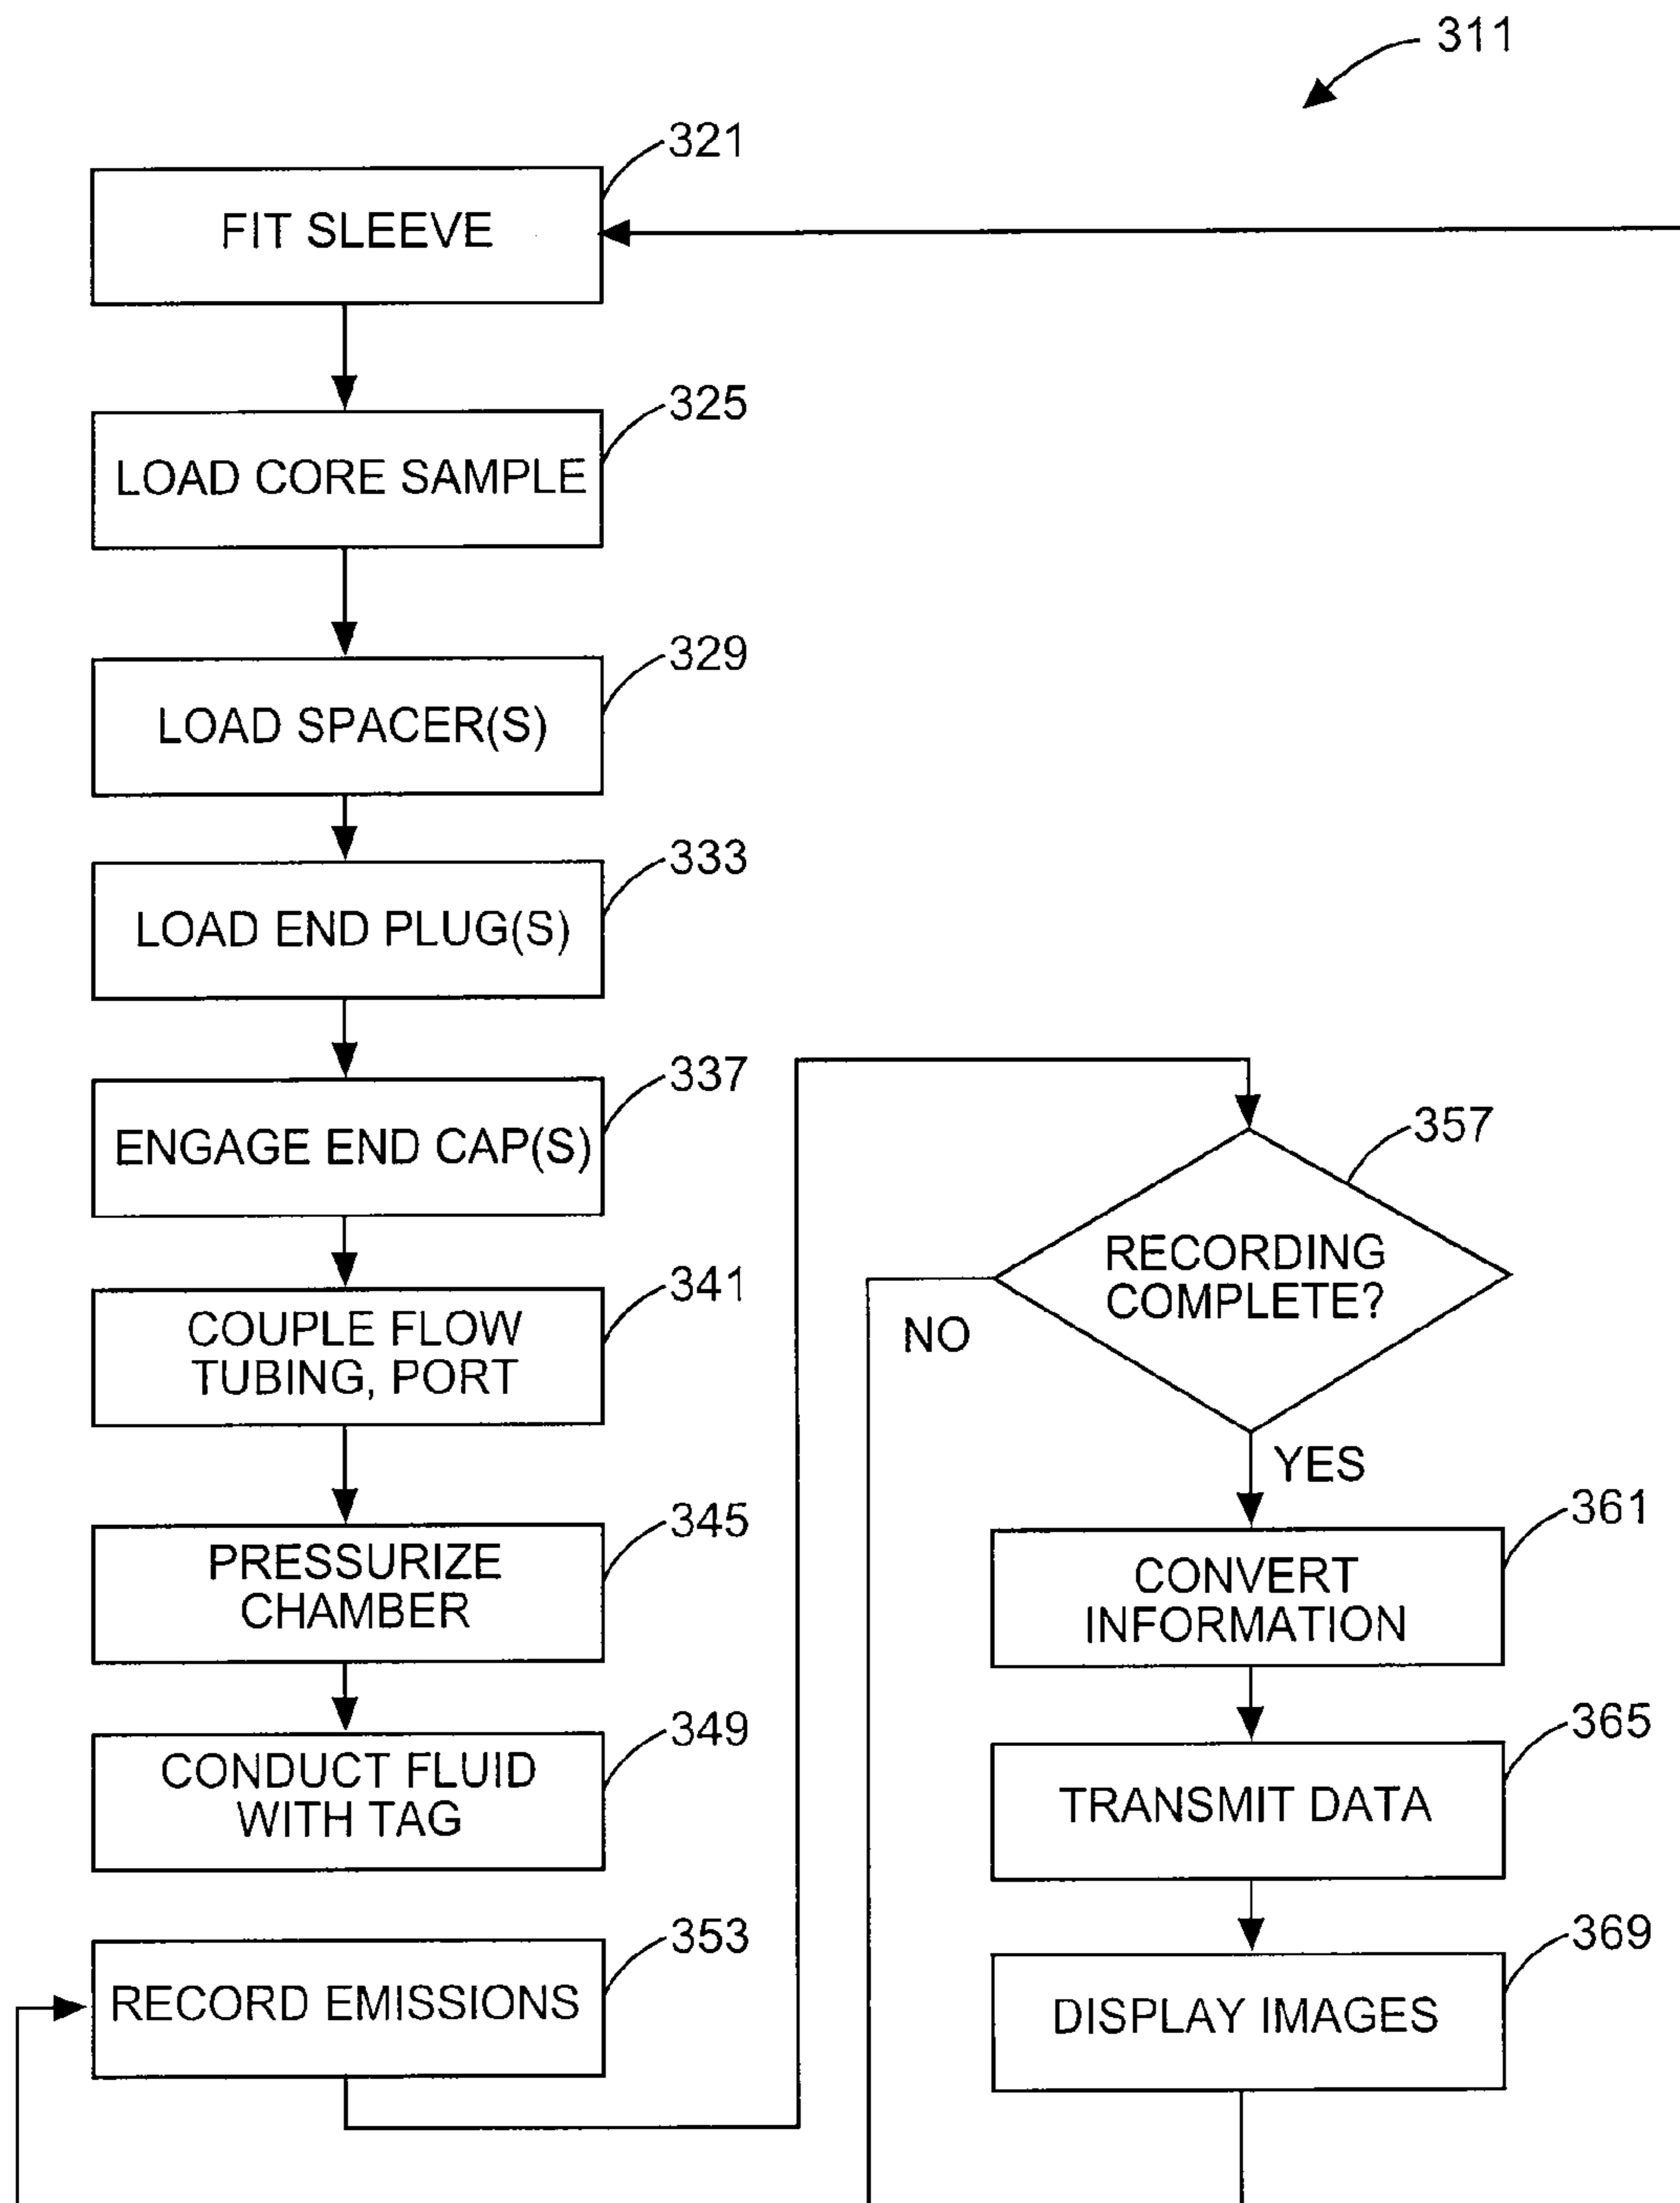 311
321
FIT SLEEVE
325
LOAD CORE SAMPLE
329
LOAD SPACER(S)
333
LOAD END PLUG(S)
337
ENGAGE END CAP(S)
341
COUPLE FLOW
TUBING, PORT
345
PRESSURIZE
CHAMBER
349
CONDUCT FLUID
WITH TAG
353
RECORD EMISSIONS
357
RECORDING
COMPLETE?
NO
YES
361
CONVERT
INFORMATION
365
TRANSMIT DATA
369
DISPLAY IMAGES